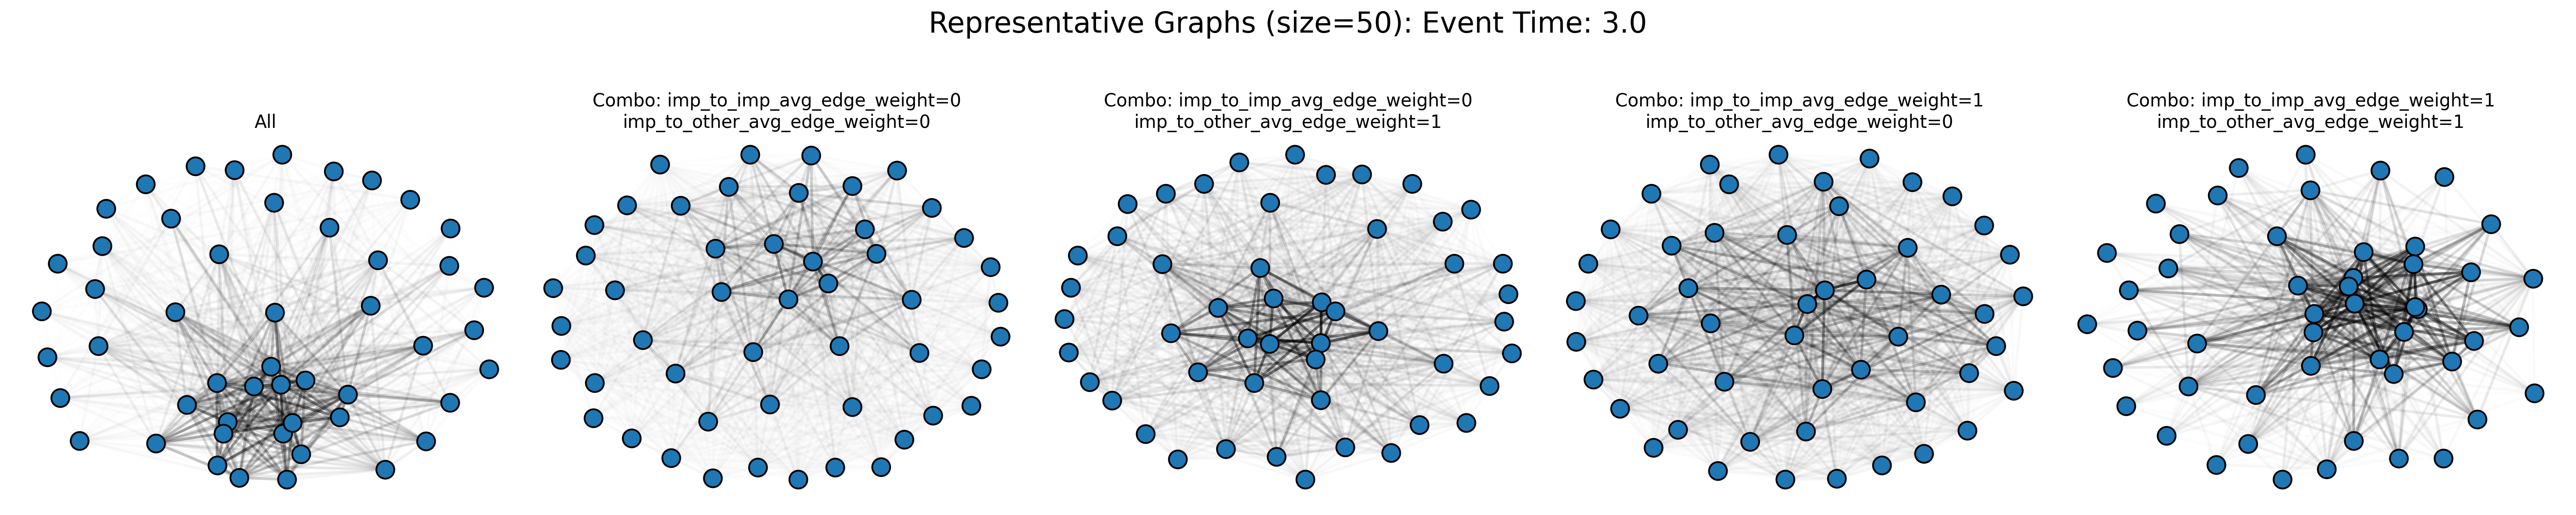 Representative Graphs (size=50): Event Time: 3.0
All
Combo: imp_to_imp_avg_edge_weight=0
imp_to_other_avg_edge_weight=0
Combo: imp_to_imp_avg_edge_weight=0
imp_to_other_avg_edge_weight=1
Combo: imp_to_imp_avg_edge_weight=1
imp_to_other_avg_edge_weight=0
Combo: imp_to_imp_avg_edge_weight=1
imp_to_other_avg_edge_weight=1